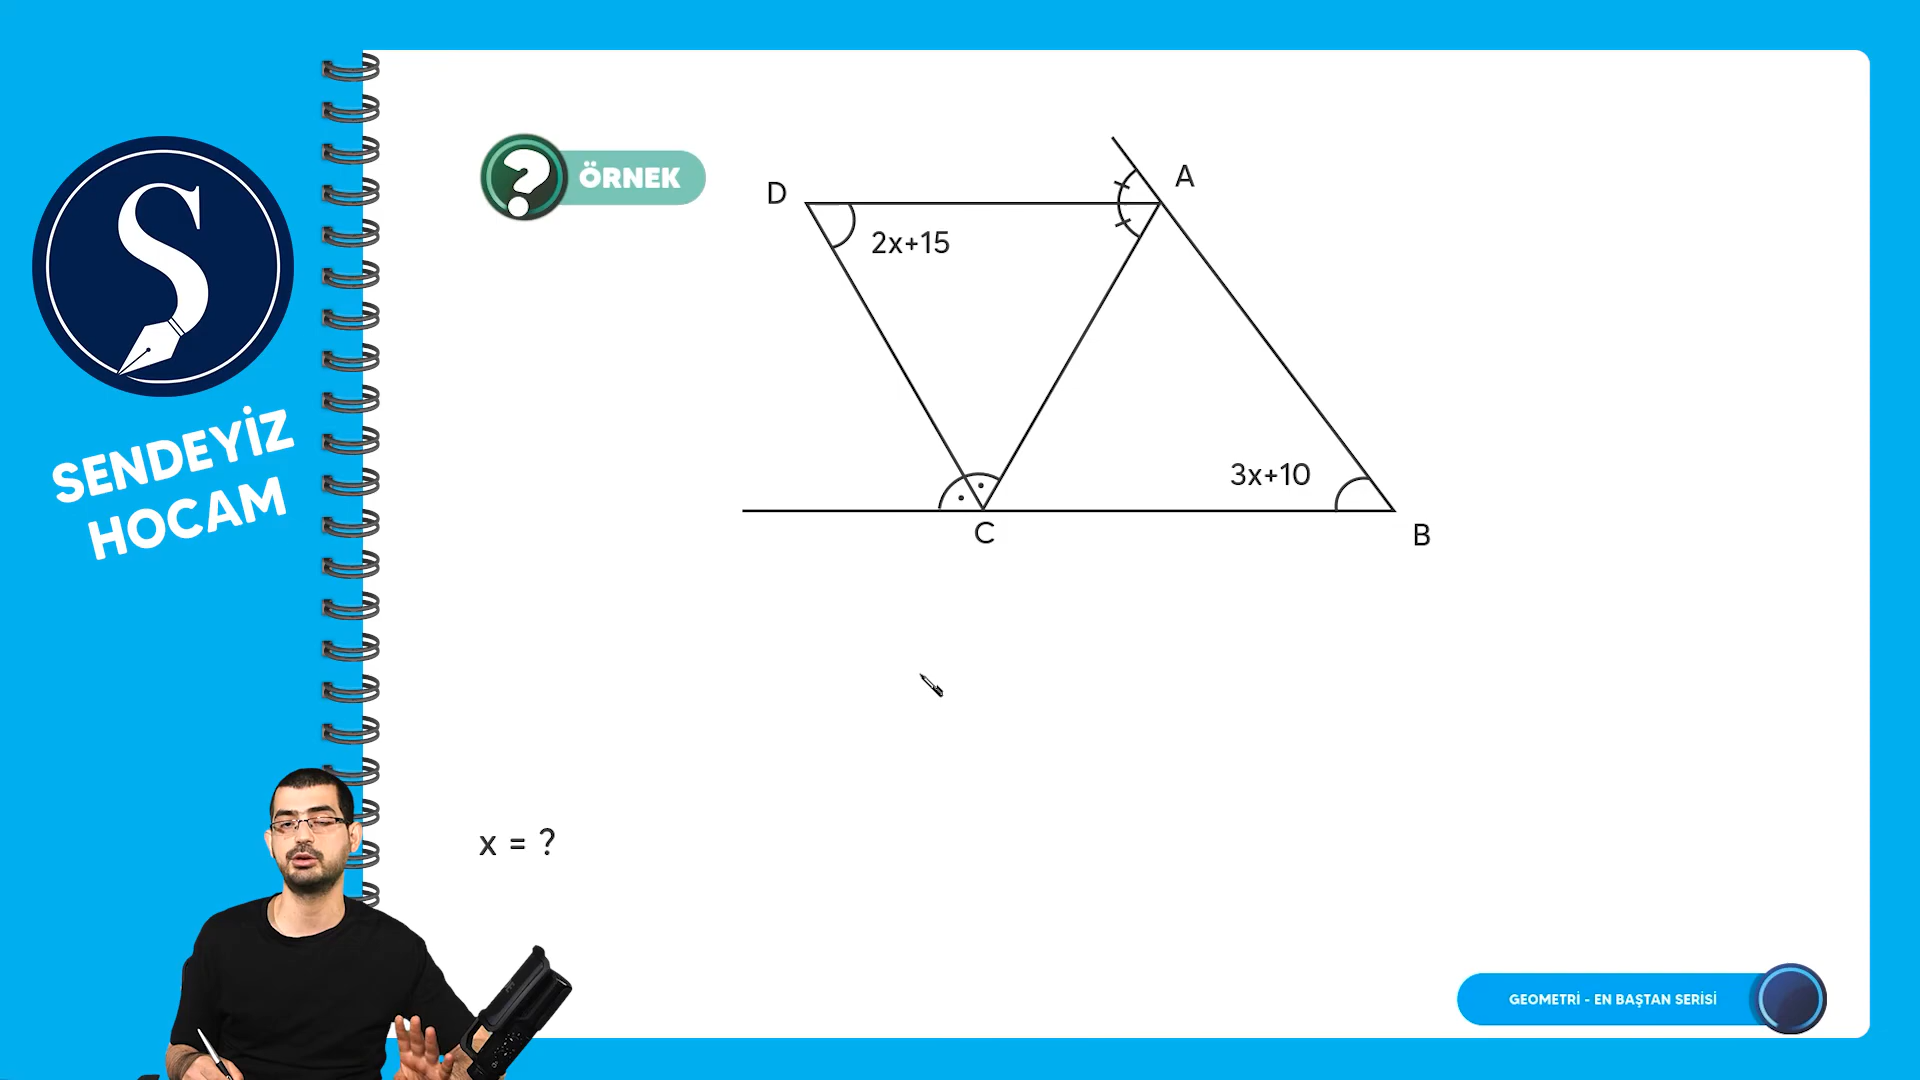 SENDEYİZ
HOCAM
ÖRNEK
D
A
2x+15
3x+10
C
B
x = ?
GEOMETRİ - EN BAŞTAN SERİSİ